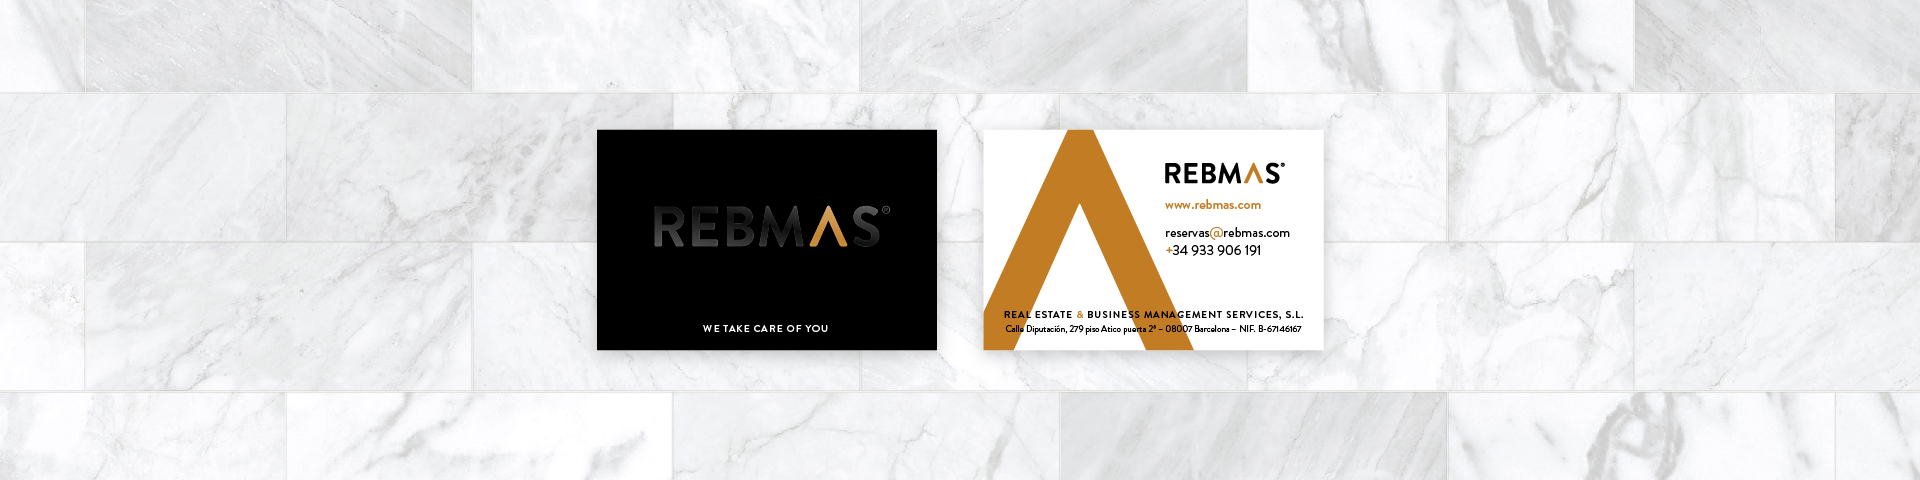 REBMAS®
WE TAKE CARE OF YOU
REBMAS®
www.rebmas.com
reservas@rebmas.com
+34 933 906 191
REAL ESTATE & BUSINESS MANAGEMENT SERVICES, S.L.
Calle Diputación, 279 piso Atico puerta 2ª – 08007 Barcelona – NIF. B-67146167